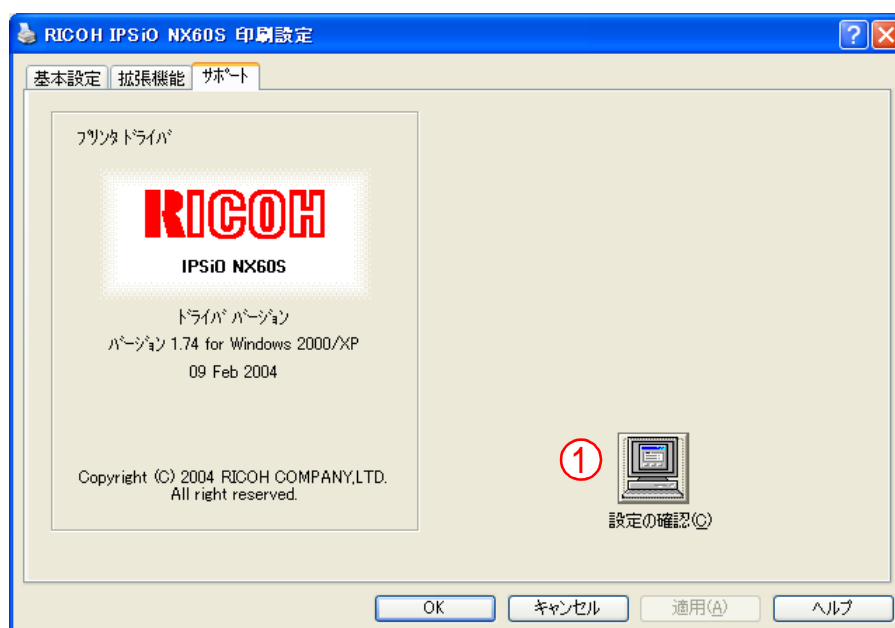 RICOH IPSiO NX60S 印刷設定
基本設定 拡張機能 ｻﾎﾟｰﾄ
ﾌﾟﾘﾝﾀ ﾄﾞﾗｲﾊﾞ
RICOH
IPSiO NX60S
ﾄﾞﾗｲﾊﾞ ﾊﾞｰｼﾞｮﾝ
ﾊﾞｰｼﾞｮﾝ 1.74 for Windows 2000/XP
09 Feb 2004
Copyright (C) 2004 RICOH COMPANY,LTD.
All right reserved.
①
設定の確認(C)
OK キャンセル 適用(A) ヘルプ